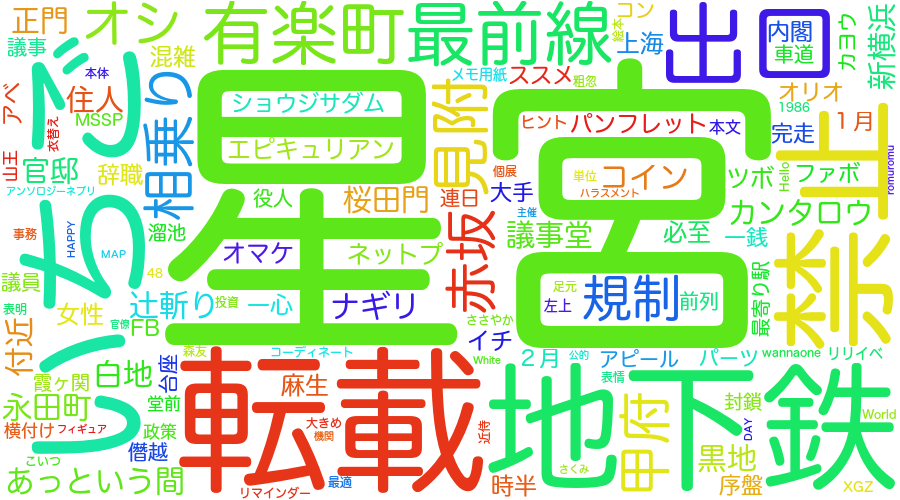 正門
オシ
有楽町
最前線
出口
内閣
車道
カヨウ
新横浜
コン
絵本
上海
議事
混雑
メモ用紙
ススメ
粗忽
本体
アベ
住人
MSSP
衣替え
いちご
相乗り
星宮
ショウジサダム
エピキュリアン
見附
ヒント
パンフレット
本文
オリオ
1986
完走
1月
禁止
山王
官邸
アンソロジーネプリ
辞職
役人
桜田門
連日
個展
大手
単位
コイン
ハラスメント
ツボ
Hello
ファボ
romuromu
事務
HAPPY
MAP
溜池
オマケ
ネットプ
赤坂
主催
議事堂
必至
カンタロウ
一銭
議員
48
表明
官僚
FB
女性
辻斬り
投資
一心
ナギリ
足元
左上
規制
前列
最寄り駅
付近
ささやか
イチ
霞ヶ関
白地
台座
森友
コーディネート
White
2月
公的
アピール
パーツ
wannaone
リリイベ
永田町
堂前
転載
麻生
地下鉄
表情
横付け
フィギュア
政策
大きめ
機関
近侍
甲府
封鎖
DAY
World
こいつ
僭越
あっという間
リマインダー
最適
時半
さくみ
黒地
序盤
XGZ